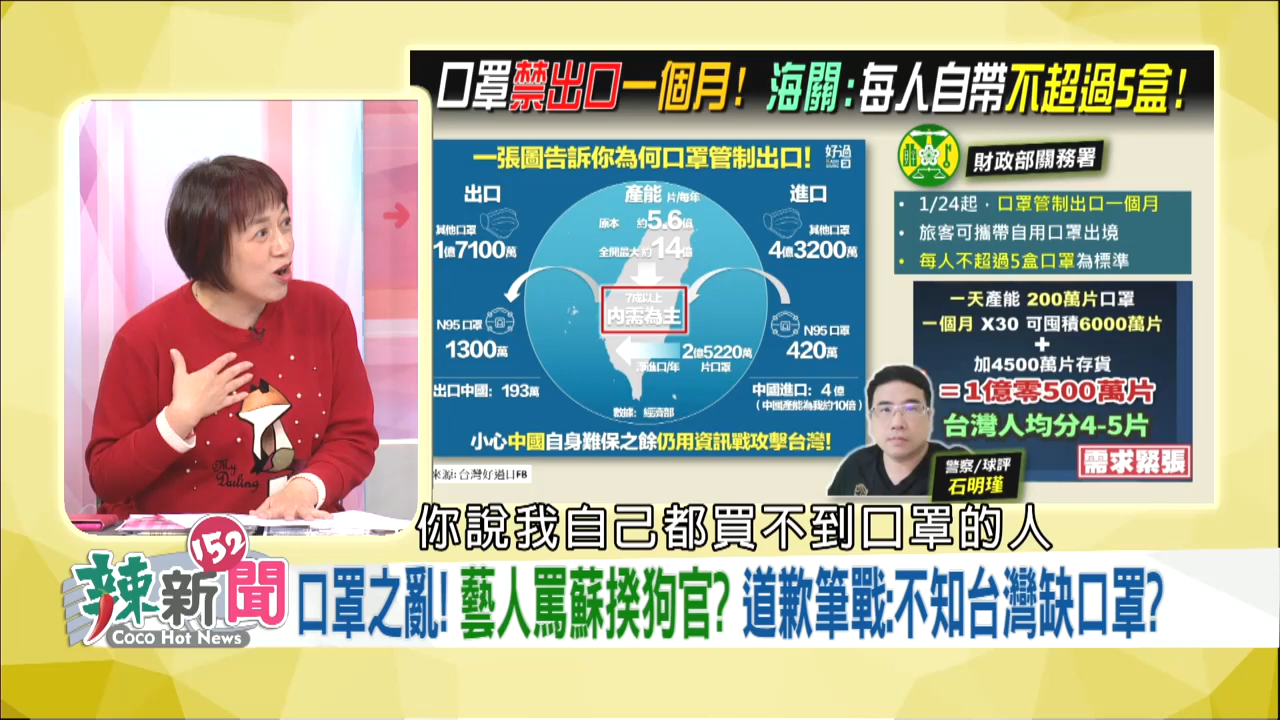 口罩禁出口一個月! 海關:每人自帶不超過5盒!
一張圖告訴你為何口罩管制出口!
好過日
出口
其他口罩
1億7100萬
N95 口罩
1300萬
出口中國: 193萬
產能 片/每年
原本 約5.6億
全開最大約14億
7成以上
內需為主
2億5220萬
淨進口/年 片口罩
數據: 經濟部
進口
其他口罩
4億3200萬
N95 口罩
420萬
中國進口: 4 億
(中國產能為我約10倍)
小心中國自身難保之餘仍用資訊戰攻擊台灣!
來源:台灣好過日FB
財政部關務署
• 1/24起,口罩管制出口一個月
• 旅客可攜帶自用口罩出境
• 每人不超過5盒口罩為標準
一天產能 200萬片口罩
一個月 X30 可囤積6000萬片
+
加4500萬片存貨
=1億零500萬片
台灣人均分4-5片
需求緊張
警察/球評
石明瑾
My
Darling
你說我自己都買不到口罩的人
152
辣新聞
Coco Hot News
口罩之亂! 藝人罵蘇揆狗官? 道歉筆戰:不知台灣缺口罩?